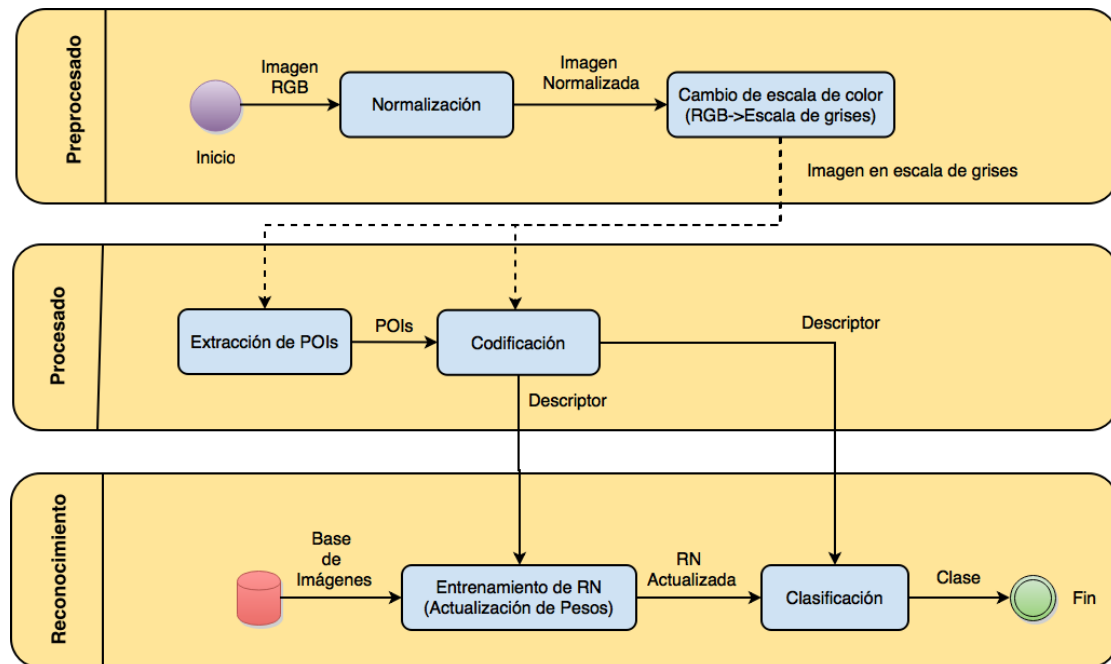 Preprocesado
Inicio
Imagen
RGB
Normalización
Imagen
Normalizada
Cambio de escala de color
(RGB->Escala de grises)
Imagen en escala de grises
Procesado
Extracción de POIs
POIs
Codificación
Descriptor
Descriptor
Reconocimiento
Base
de
Imágenes
Entrenamiento de RN
(Actualización de Pesos)
RN
Actualizada
Clasificación
Clase
Fin